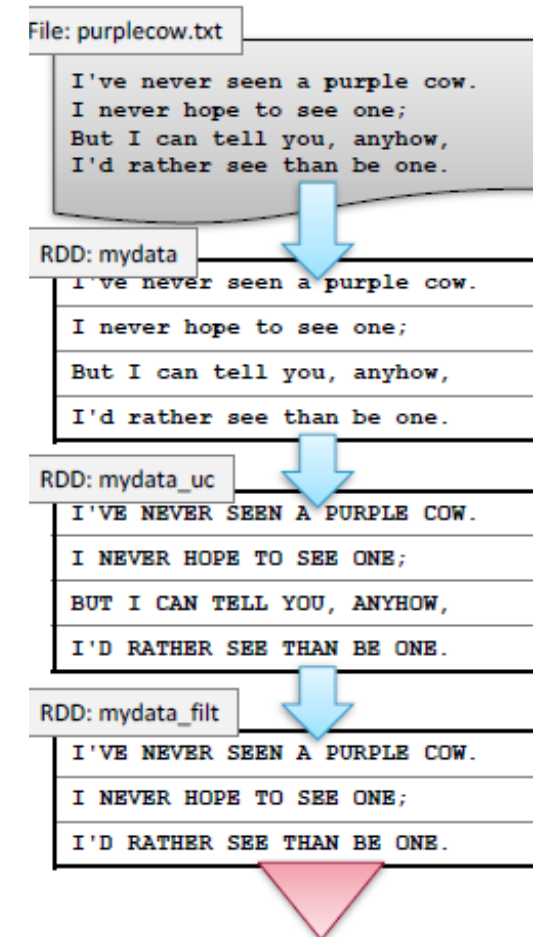 File: purplecow.txt
I've never seen a purple cow.
I never hope to see one;
But I can tell you, anyhow,
I'd rather see than be one.
RDD: mydata
I've never seen a purple cow.
I never hope to see one;
But I can tell you, anyhow,
I'd rather see than be one.
RDD: mydata_uc
I'VE NEVER SEEN A PURPLE COW.
I NEVER HOPE TO SEE ONE;
BUT I CAN TELL YOU, ANYHOW,
I'D RATHER SEE THAN BE ONE.
RDD: mydata_filt
I'VE NEVER SEEN A PURPLE COW.
I NEVER HOPE TO SEE ONE;
I'D RATHER SEE THAN BE ONE.